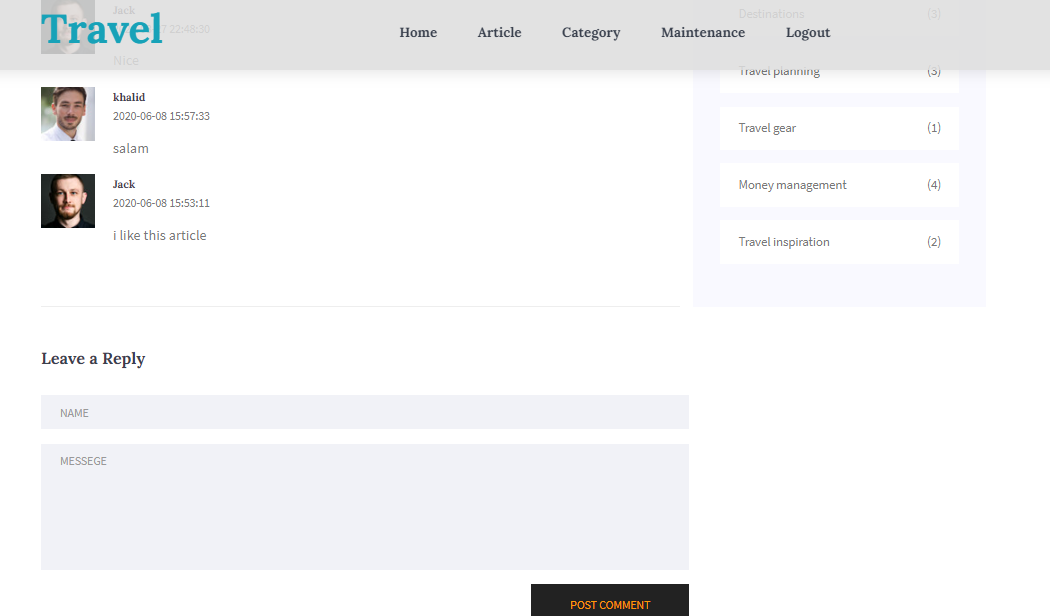 Travel
Home Article Category Maintenance Logout
Jack
22:48:30
Nice
khalid
2020-06-08 15:57:33
salam
Jack
2020-06-08 15:53:11
i like this article
Destinations (5)
Travel planning (3)
Travel gear (1)
Money management (4)
Travel inspiration (2)
Leave a Reply
NAME
MESSEGE
POST COMMENT